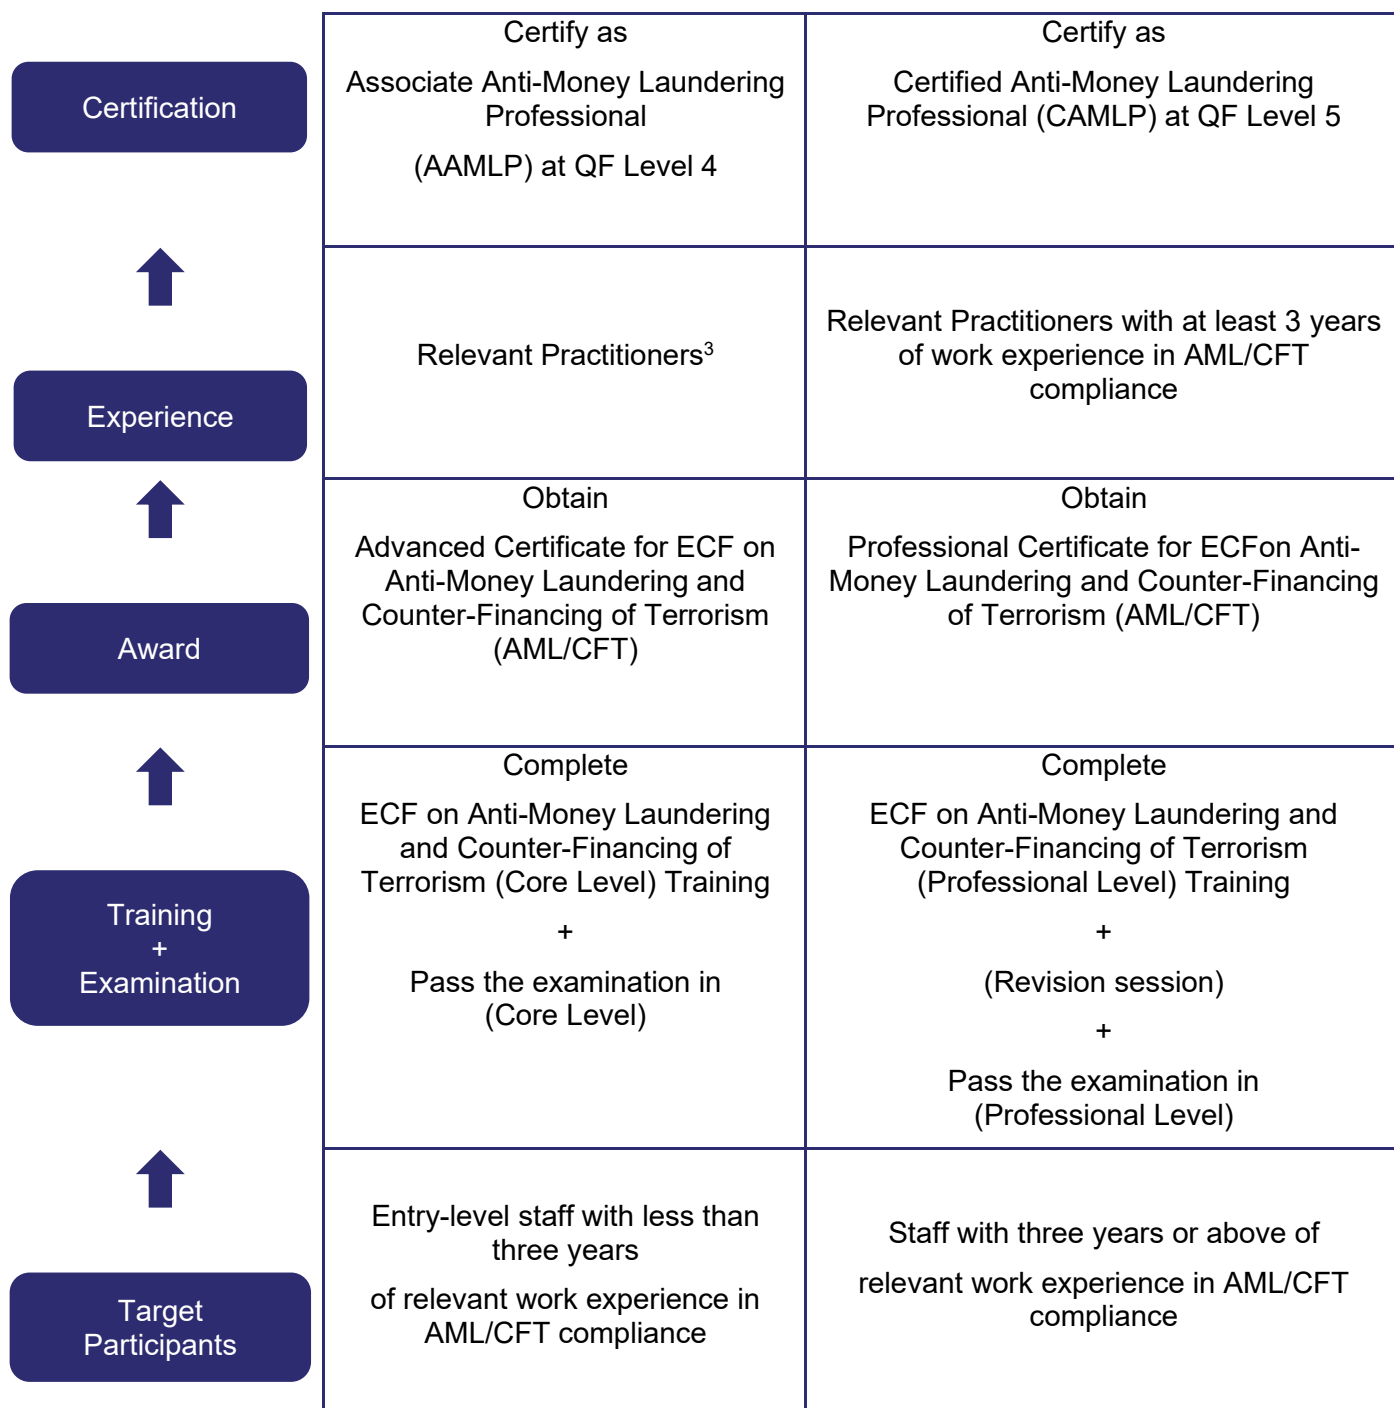 Certification
Certify as
Associate Anti-Money Laundering
Professional
(AAMLP) at QF Level 4
Certify as
Certified Anti-Money Laundering
Professional (CAMLP) at QF Level 5
Experience
Relevant Practitioners³
Relevant Practitioners with at least 3 years
of work experience in AML/CFT
compliance
Award
Obtain
Advanced Certificate for ECF on
Anti-Money Laundering and
Counter-Financing of Terrorism
(AML/CFT)
Obtain
Professional Certificate for ECFon Anti-
Money Laundering and Counter-Financing
of Terrorism (AML/CFT)
Training
+
Examination
Complete
ECF on Anti-Money Laundering
and Counter-Financing of
Terrorism (Core Level) Training
+
Pass the examination in
(Core Level)
Complete
ECF on Anti-Money Laundering and
Counter-Financing of Terrorism
(Professional Level) Training
+
(Revision session)
+
Pass the examination in
(Professional Level)
Target
Participants
Entry-level staff with less than
three years
of relevant work experience in
AML/CFT compliance
Staff with three years or above of
relevant work experience in AML/CFT
compliance